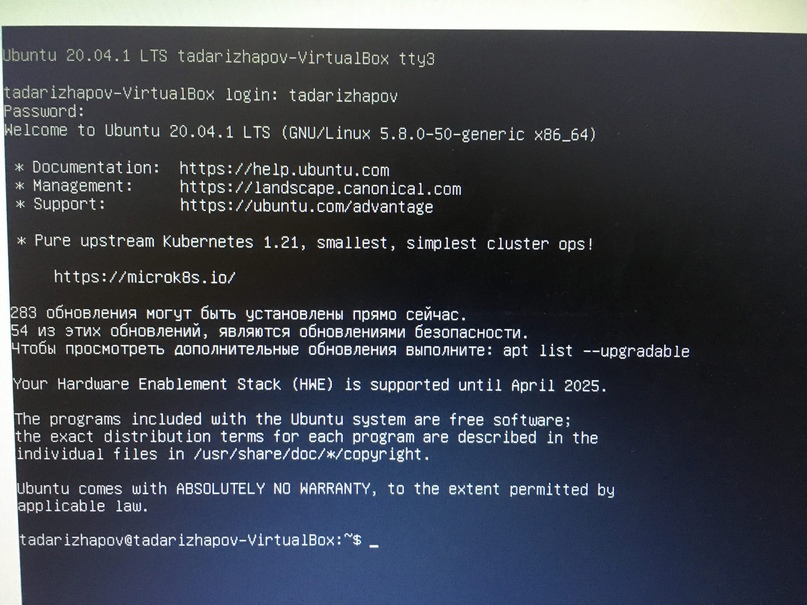 Ubuntu 20.04.1 LTS tadarizhapov-VirtualBox tty3
tadarizhapov-VirtualBox login: tadarizhapov
Password:
Welcome to Ubuntu 20.04.1 LTS (GNU/Linux 5.8.0-50-generic x86_64)
* Documentation: https://help.ubuntu.com
* Management: https://landscape.canonical.com
* Support: https://ubuntu.com/advantage
* Pure upstream Kubernetes 1.21, smallest, simplest cluster ops!
https://microk8s.io/
283 обновления могут быть установлены прямо сейчас.
54 из этих обновлений, являются обновлениями безопасности.
Чтобы просмотреть дополнительные обновления выполните: apt list --upgradable
Your Hardware Enablement Stack (HWE) is supported until April 2025.
The programs included with the Ubuntu system are free software;
the exact distribution terms for each program are described in the
individual files in /usr/share/doc/*/copyright.
Ubuntu comes with ABSOLUTELY NO WARRANTY, to the extent permitted by
applicable law.
tadarizhapov@tadarizhapov-VirtualBox:~$ _